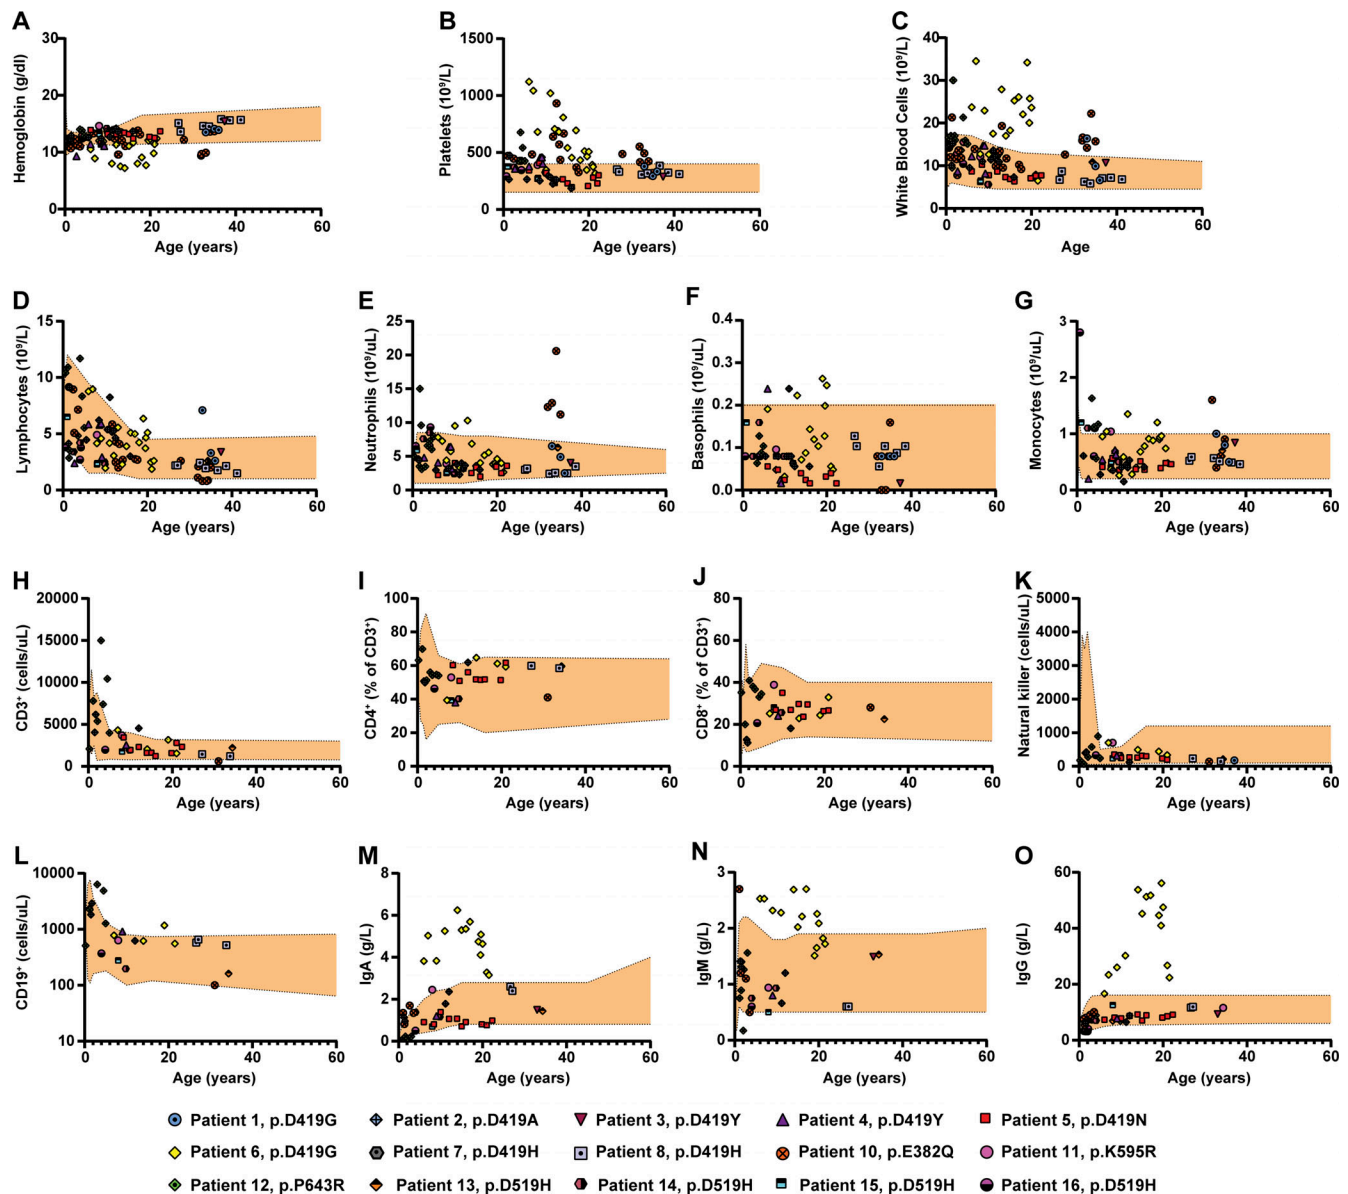 A
B
C
Hemoglobin (g/dl)
30
20
10
0
0 20 40 60
Age (years)
Platelets (10⁹/L)
1500
1000
500
0
0 20 40 60
Age (years)
White Blood Cells (10⁹/L)
40
30
20
10
0
0 20 40 60
Age
D
E
F
G
Lymphocytes (10⁹/L)
15
10
5
0
0 20 40 60
Age (years)
Neutrophils (10⁹/uL)
25
20
15
10
5
0
0 20 40 60
Age (years)
Basophils (10⁹/uL)
0.4
0.3
0.2
0.1
0.0
0 20 40 60
Age (years)
Monocytes (10⁹/uL)
3
2
1
0
0 20 40 60
Age (years)
H
I
J
K
CD3⁺ (cells/uL)
20000
15000
10000
5000
0
0 20 40 60
Age (years)
CD4⁺ (% of CD3⁺)
100
80
60
40
20
0
0 20 40 60
Age (years)
CD8⁺ (% of CD3⁺)
80
60
40
20
0
0 20 40 60
Age (years)
Natural killer (cells/uL)
5000
4000
3000
2000
1000
0
0 20 40 60
Age (years)
L
M
N
O
CD19⁺ (cells/uL)
10000
1000
100
10
0 20 40 60
Age (years)
IgA (g/L)
8
6
4
2
0
0 20 40 60
Age (years)
IgM (g/L)
3
2
1
0
0 20 40 60
Age (years)
IgG (g/L)
60
40
20
0
0 20 40 60
Age (years)
Patient 1, p.D419G Patient 2, p.D419A Patient 3, p.D419Y Patient 4, p.D419Y Patient 5, p.D419N
Patient 6, p.D419G Patient 7, p.D419H Patient 8, p.D419H Patient 10, p.E382Q Patient 11, p.K595R
Patient 12, p.P643R Patient 13, p.D519H Patient 14, p.D519H Patient 15, p.D519H Patient 16, p.D519H